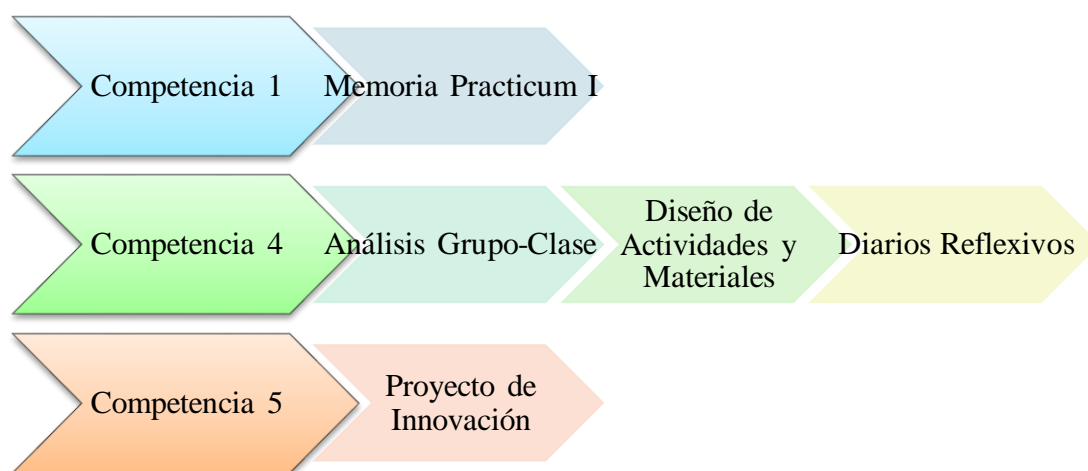 Competencia 1
Memoria Practicum I
Competencia 4
Análisis Grupo-Clase
Diseño de
Actividades y
Materiales
Diarios Reflexivos
Competencia 5
Proyecto de
Innovación